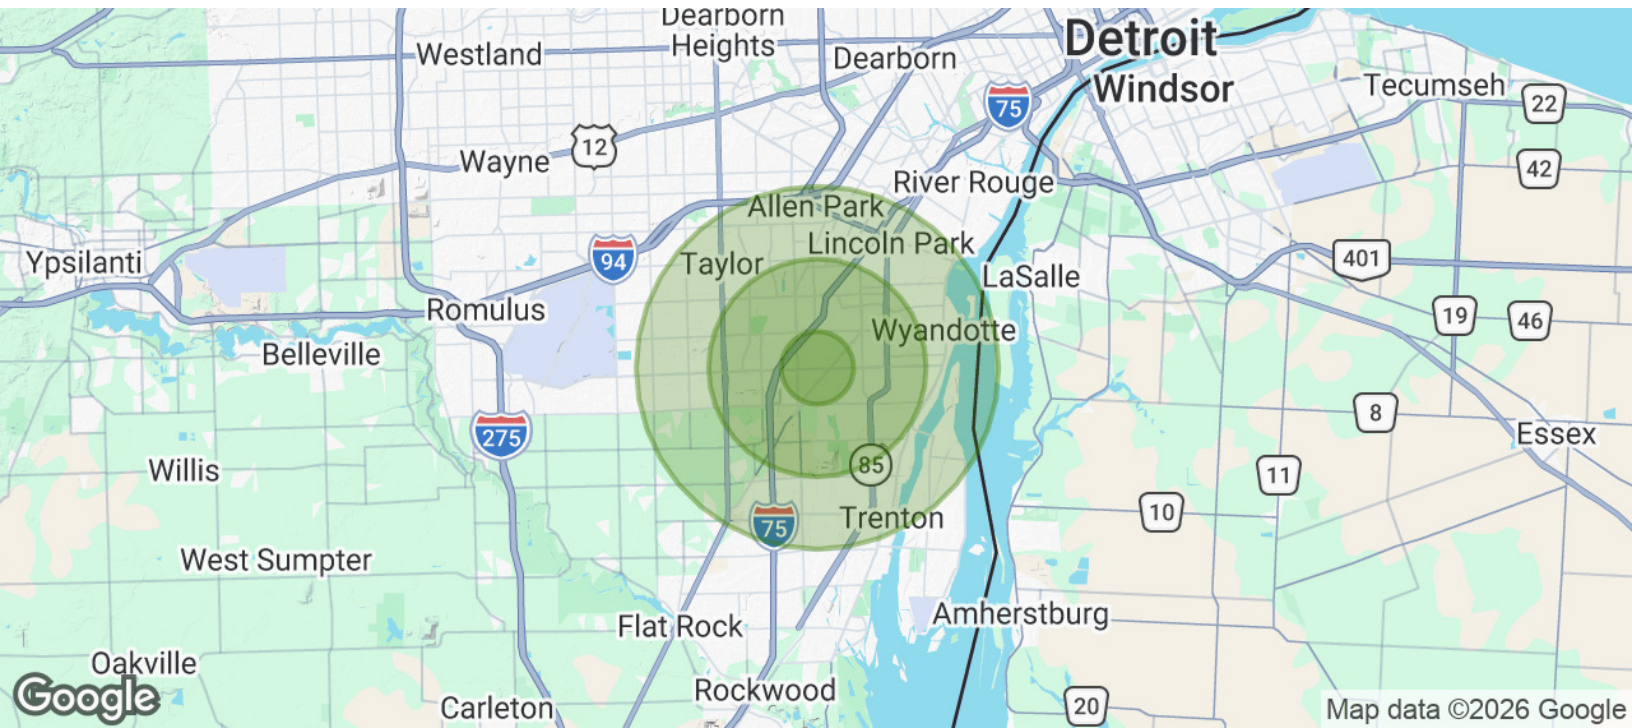 Dearborn
Heights
Westland
Dearborn
Detroit
Windsor
Tecumseh
75
22
12
Wayne
42
River Rouge
Allen Park
Lincoln Park
Ypsilanti
94
Taylor
LaSalle
401
Romulus
Wyandotte
19
46
Belleville
8
275
Essex
Willis
85
11
75
Trenton
10
West Sumpter
Flat Rock
Amherstburg
Oakville
Rockwood
Carleton
20
Google
Map data ©2026 Google